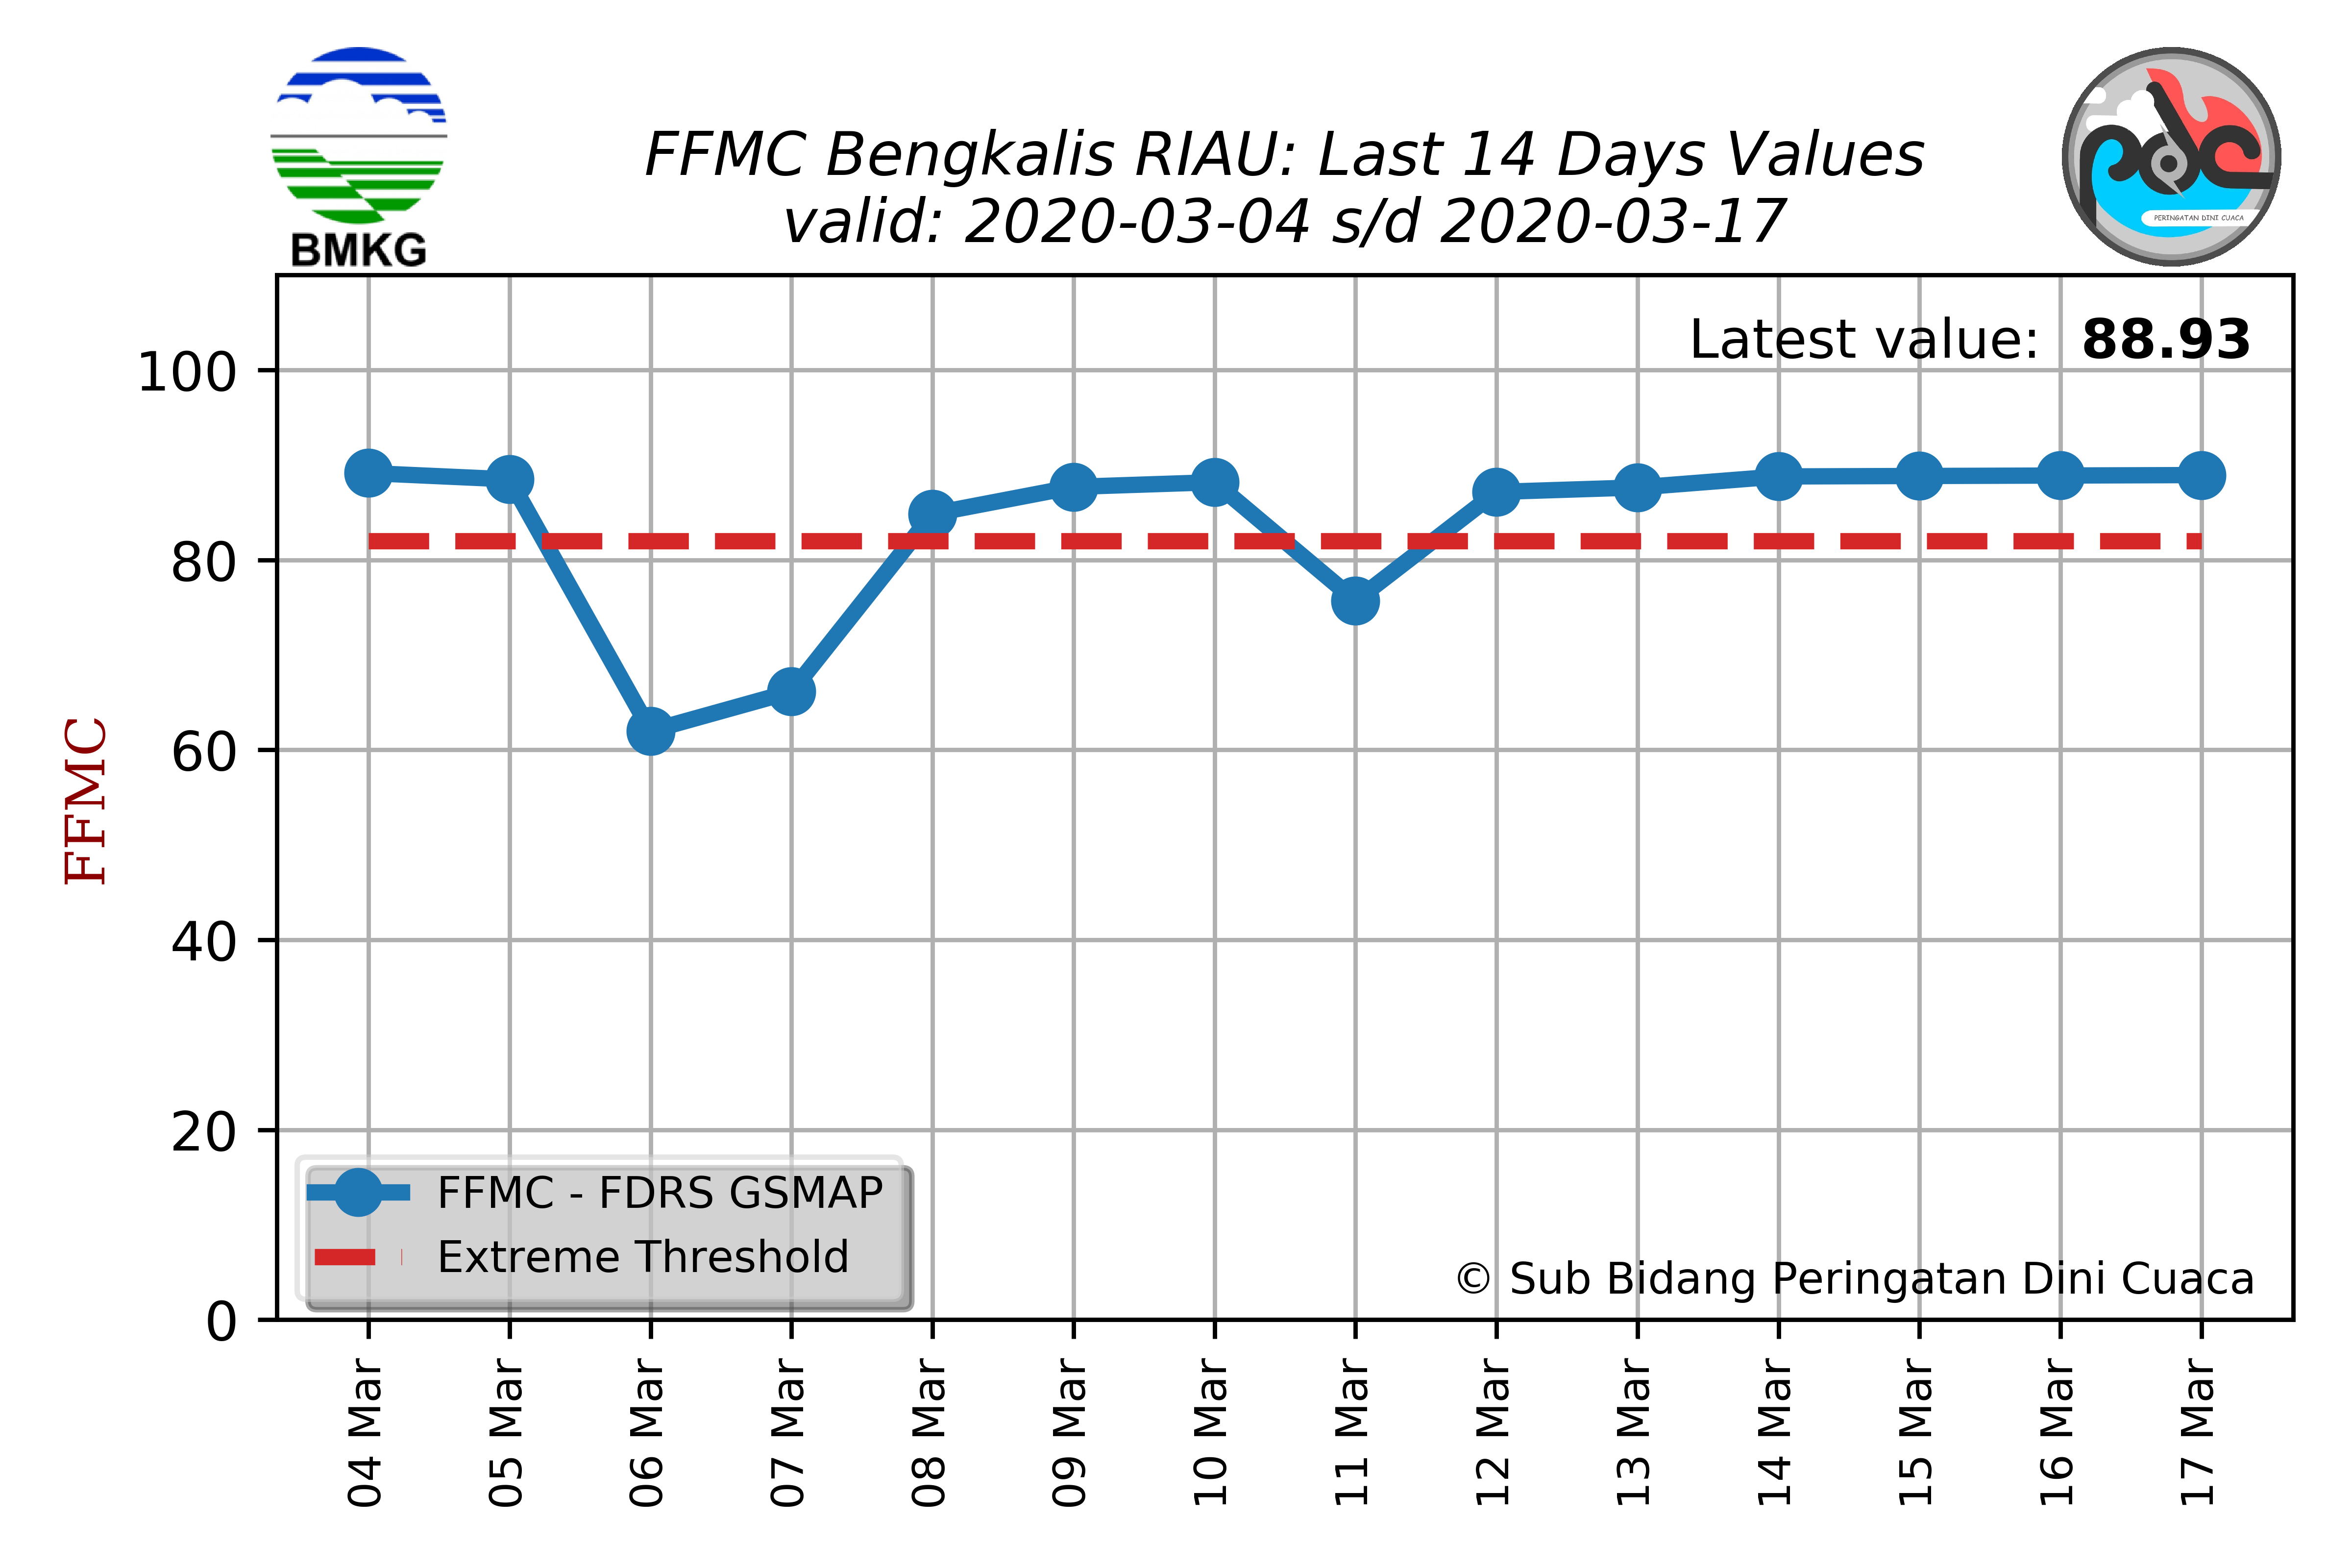 BMKG
FFMC Bengkalis RIAU: Last 14 Days Values
valid: 2020-03-04 s/d 2020-03-17
PERINGATAN DINI CUACA
Latest value: 88.93
FFMC
100
80
60
40
20
0
FFMC - FDRS GSMAP
Extreme Threshold
© Sub Bidang Peringatan Dini Cuaca
04 Mar
05 Mar
06 Mar
07 Mar
08 Mar
09 Mar
10 Mar
11 Mar
12 Mar
13 Mar
14 Mar
15 Mar
16 Mar
17 Mar